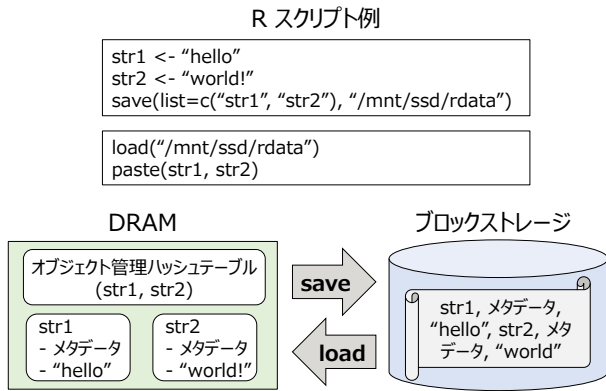 R スクリプト例
str1 <- “hello”
str2 <- “world!”
save(list=c(“str1”, “str2”), “/mnt/ssd/rdata”)
load(“/mnt/ssd/rdata”)
paste(str1, str2)
DRAM
オブジェクト管理ハッシュテーブル
(str1, str2)
str1
- メタデータ
- “hello”
str2
- メタデータ
- “world!”
save
load
ブロックストレージ
str1, メタデータ,
“hello”, str2, メタ
データ, “world”